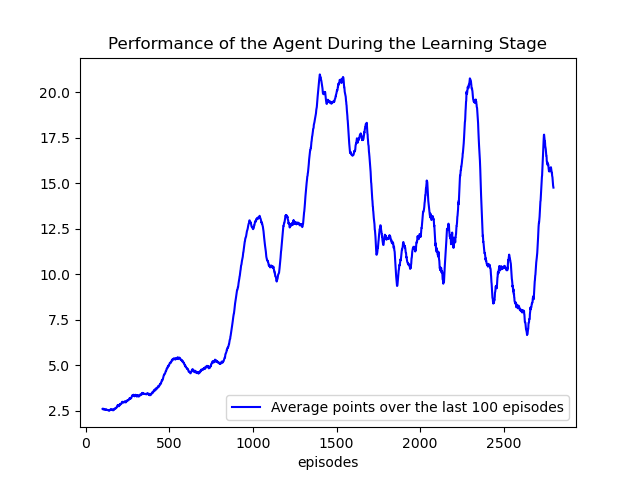 Performance of the Agent During the Learning Stage
20.0
17.5
15.0
12.5
10.0
7.5
5.0
2.5
Average points over the last 100 episodes
0 500 1000 1500 2000 2500
episodes